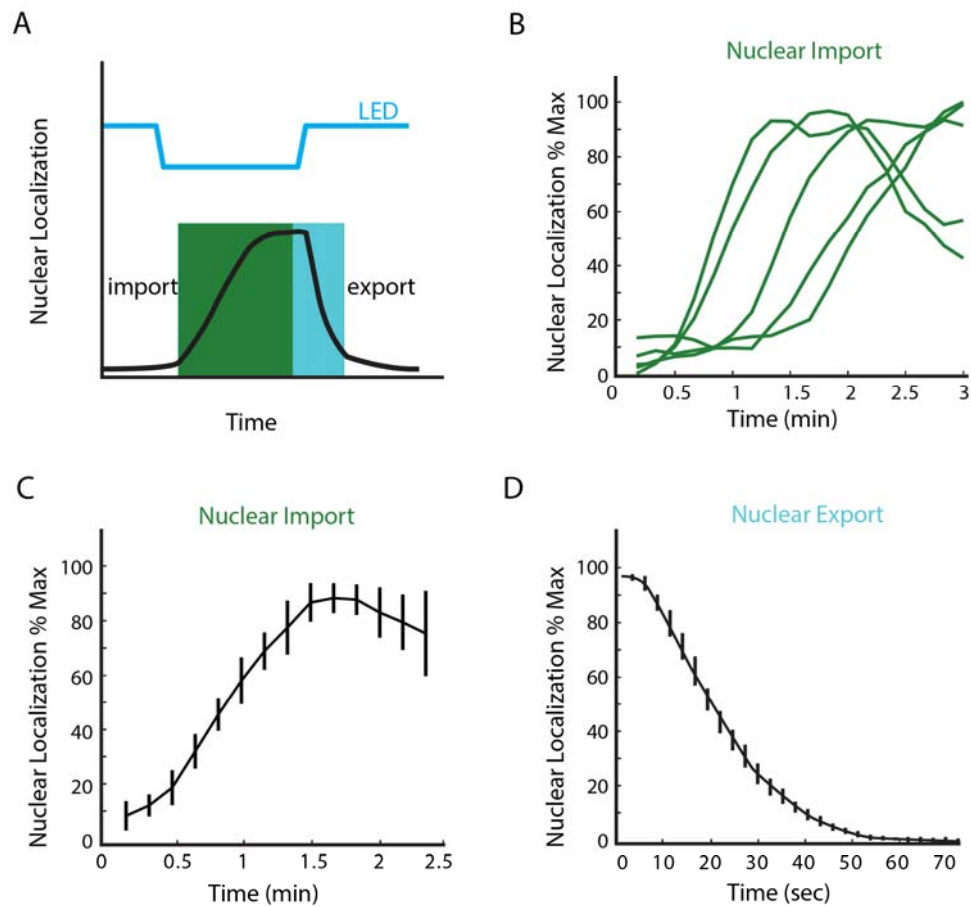 A
LED
import
export
Nuclear Localization
Time
B
Nuclear Import
Nuclear Localization % Max
100
80
60
40
20
0
0.5
1
1.5
2
2.5
3
Time (min)
C
Nuclear Import
Nuclear Localization % Max
100
80
60
40
20
0
0
0.5
1
1.5
2
2.5
Time (min)
D
Nuclear Export
Nuclear Localization % Max
100
80
60
40
20
0
0
10
20
30
40
50
60
70
Time (sec)